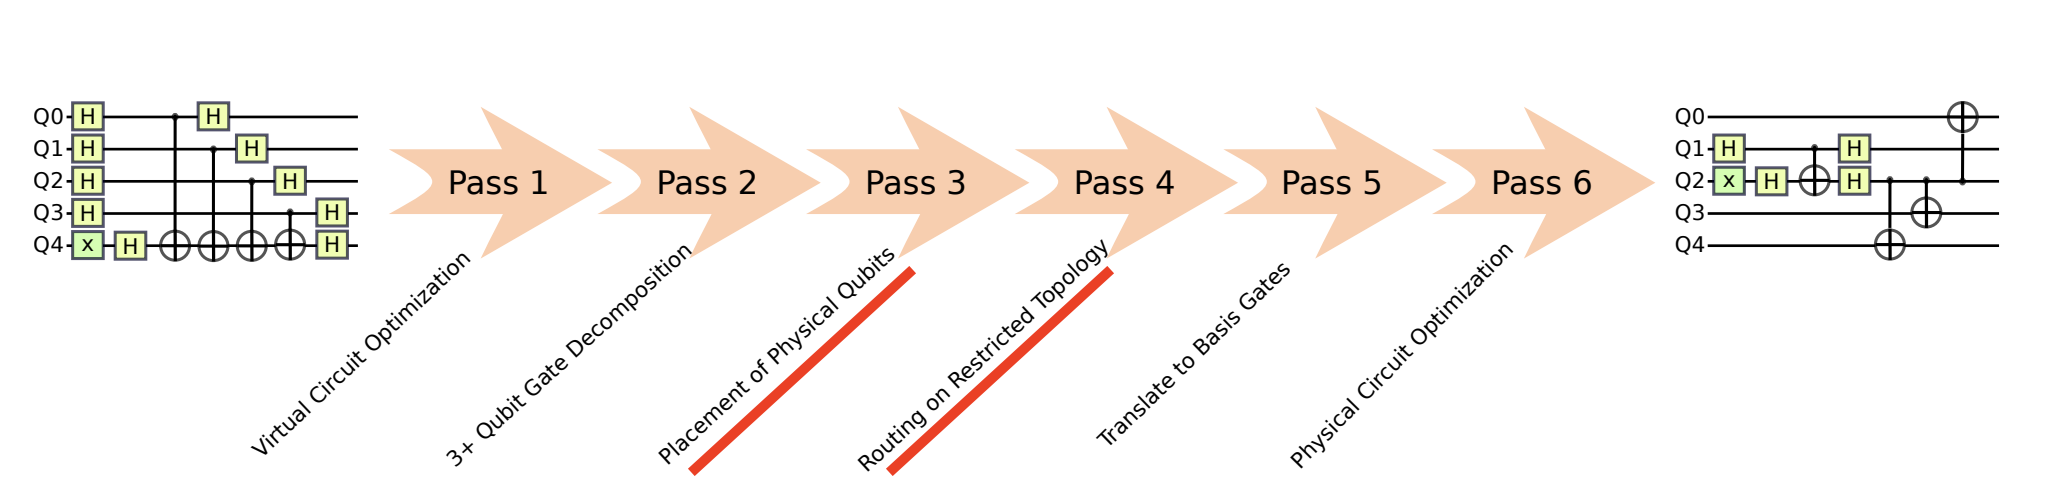 Q0 H H
Q1 H H
Q2 H H
Q3 H H
Q4 x H H
Pass 1
Pass 2
Pass 3
Pass 4
Pass 5
Pass 6
Virtual Circuit Optimization
3+ Qubit Gate Decomposition
Placement of Physical Qubits
Routing on Restricted Topology
Translate to Basis Gates
Physical Circuit Optimization
Q0
Q1 H H
Q2 x H H
Q3
Q4